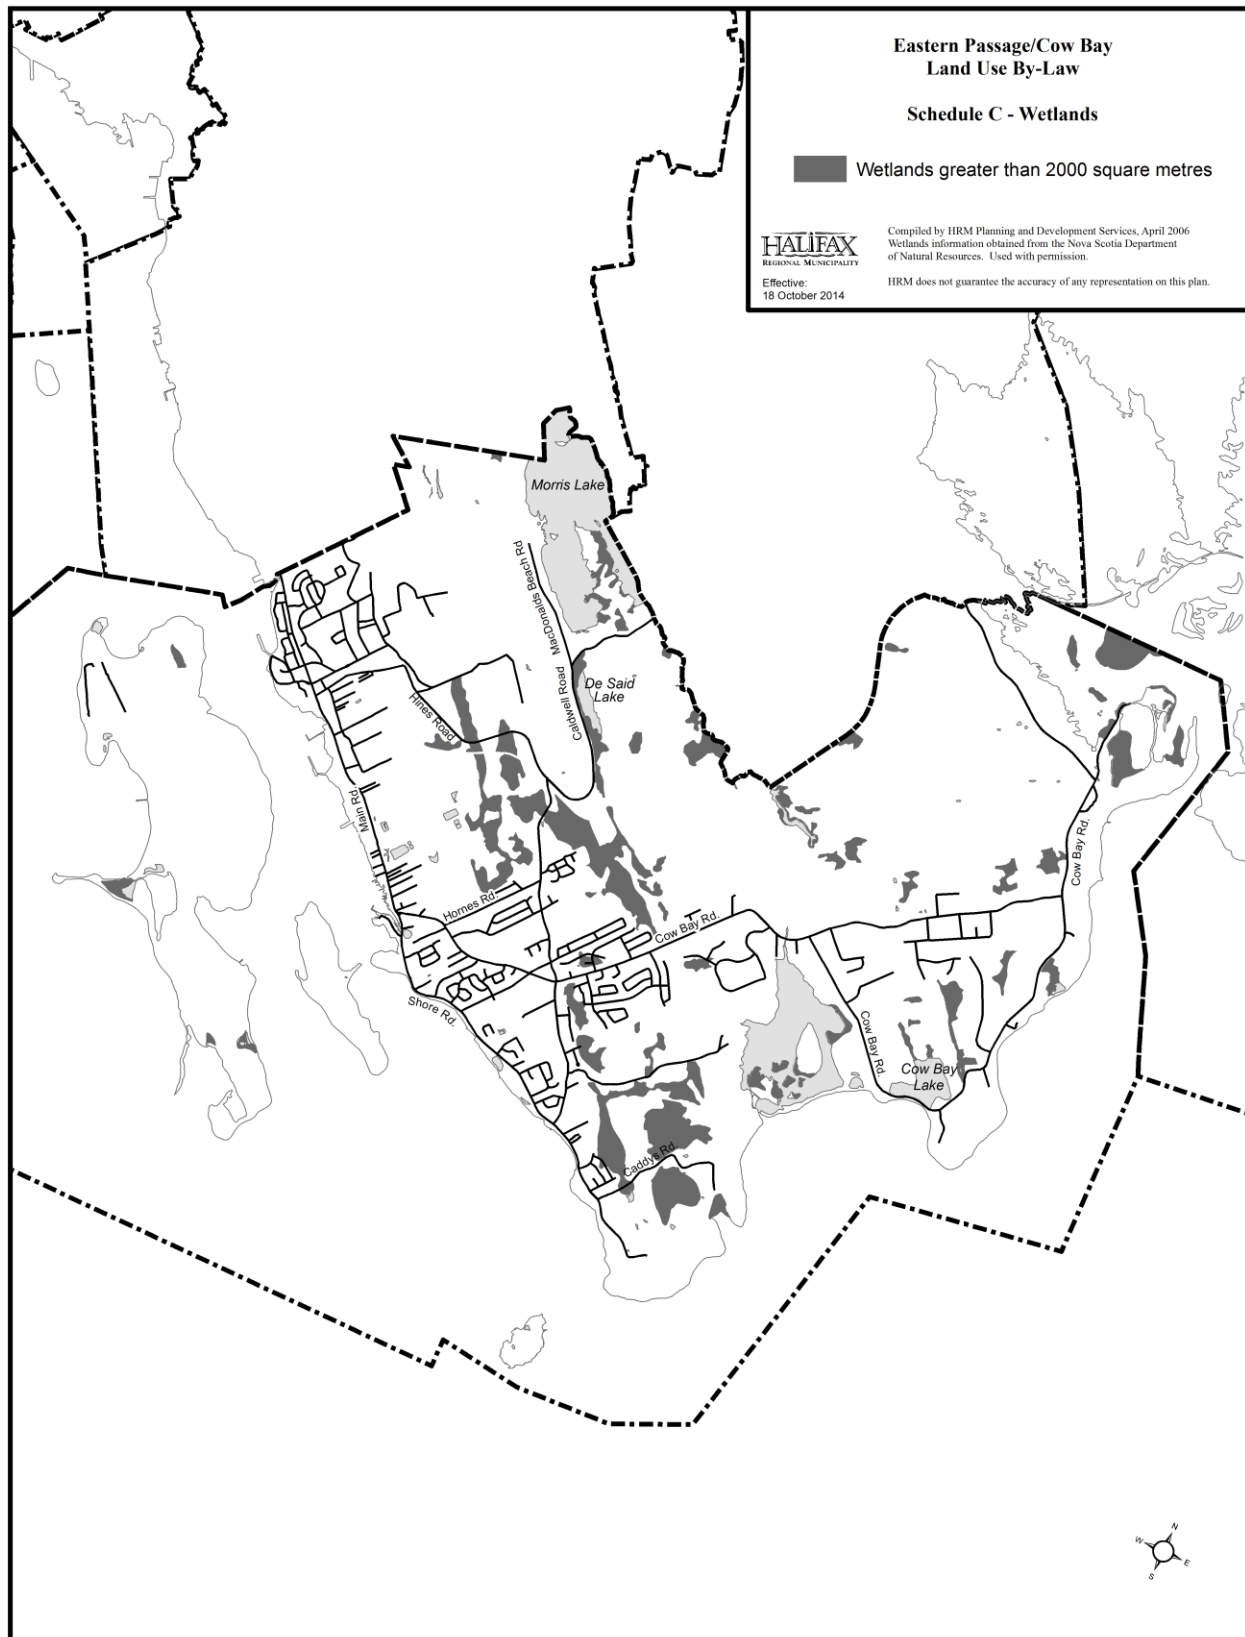 Eastern Passage/Cow Bay
Land Use By-Law
Schedule C - Wetlands
Wetlands greater than 2000 square metres
HALIFAX
REGIONAL MUNICIPALITY
Effective:
18 October 2014
Compiled by HRM Planning and Development Services, April 2006
Wetlands information obtained from the Nova Scotia Department
of Natural Resources.  Used with permission.
HRM does not guarantee the accuracy of any representation on this plan.
Morris Lake
MacDonalds Beach Rd
Caldwell Road
De Said
Lake
Hines Road
Main Rd.
Hornes Rd.
Cow Bay Rd.
Cow Bay Rd.
Shore Rd.
Cow Bay Rd.
Cow Bay
Lake
Caddys Rd.
N
W
E
S